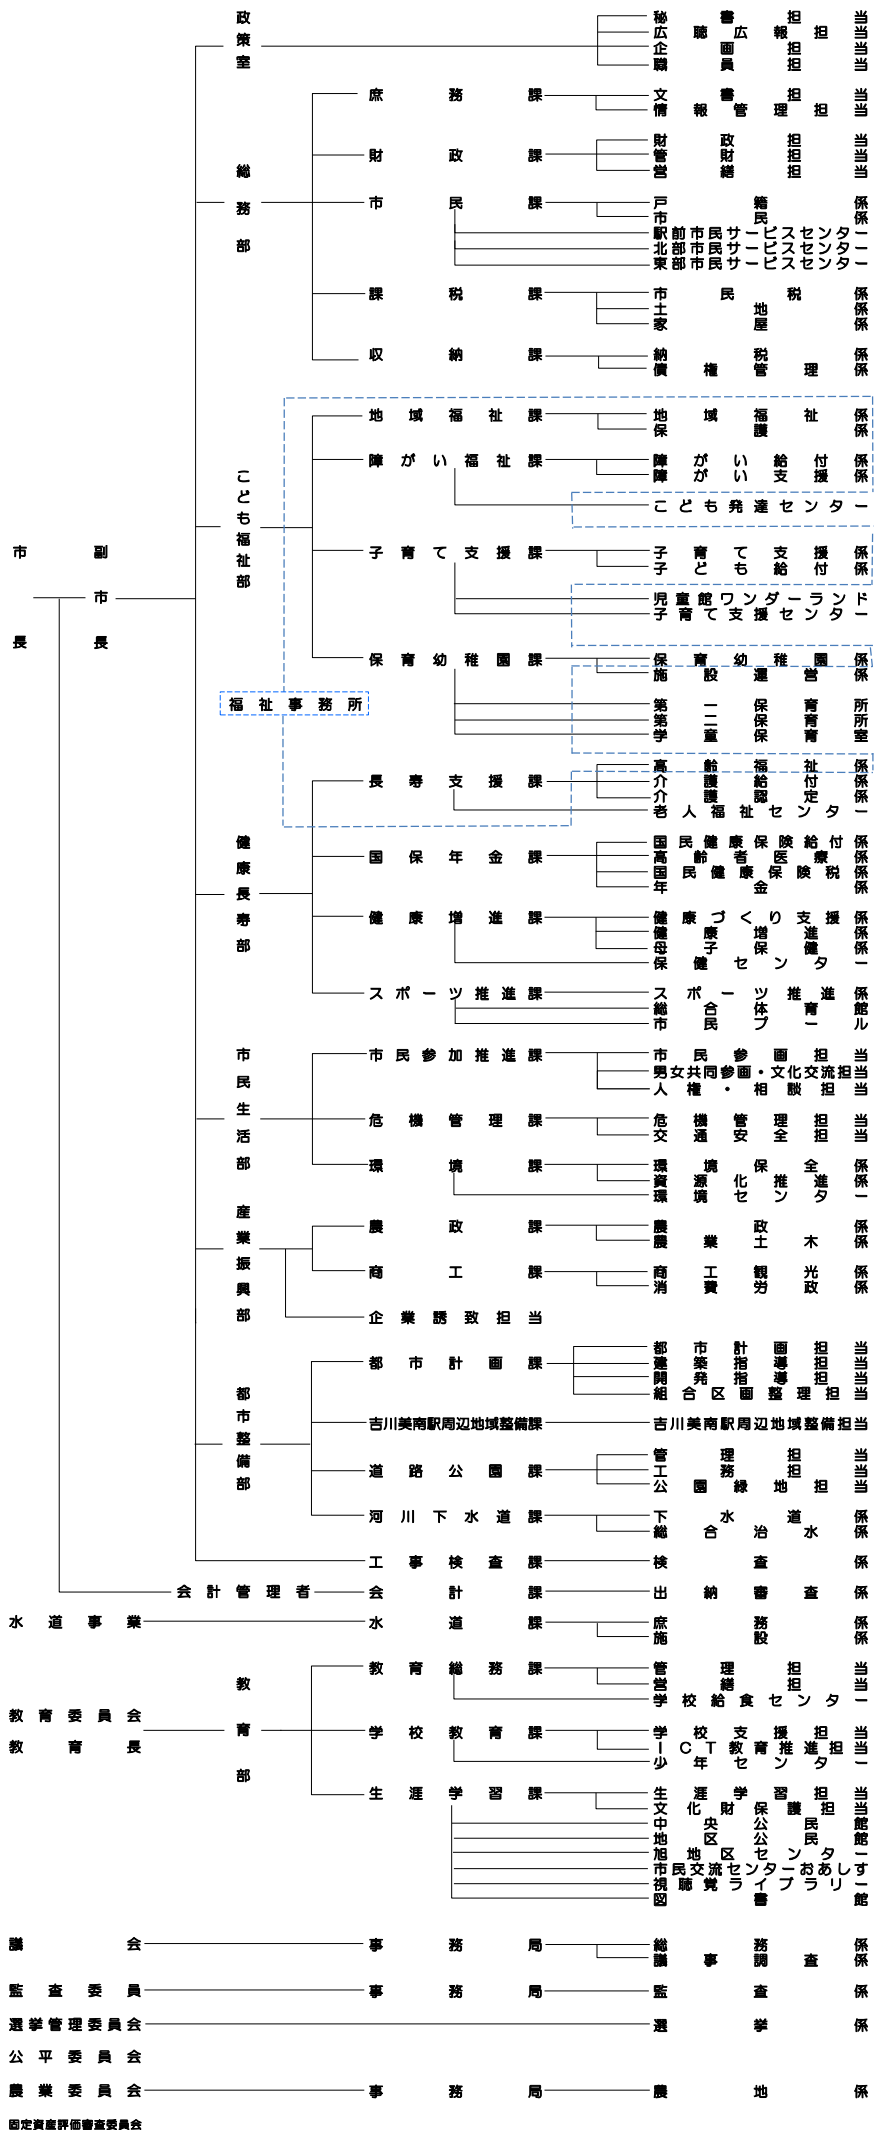 政策室
秘書担当
広聴広報担当
企画担当
職員担当
総務部
庶務課
文書担当
情報管理担当
財政課
財政担当
管財担当
営繕担当
市民課
戸籍係
市民係
駅前市民サービスセンター
北部市民サービスセンター
東部市民サービスセンター
課税課
市民税係
土地係
家屋係
収納課
納税係
債権管理係
市長
副市長
こども福祉部
地域福祉課
地域福祉係
保護係
障がい福祉課
障がい給付係
障がい支援係
こども発達センター
子育て支援課
子育て支援係
子ども給付係
児童館ワンダーランド
子育て支援センター
保育幼稚園課
保育幼稚園係
施設運営係
第一保育所
第二保育所
学童保育室
福祉事務所
健康長寿部
長寿支援課
高齢福祉係
介護給付係
介護認定係
老人福祉センター
国保年金課
国民健康保険給付係
高齢者医療係
国民健康保険税係
年金係
健康増進課
健康づくり支援係
健康増進係
母子保健係
保健センター
スポーツ推進課
スポーツ推進係
総合体育館
市民プール
市民生活部
市民参加推進課
市民参画担当
男女共同参画・文化交流担当
人権・相談担当
危機管理課
危機管理担当
交通安全担当
環境課
環境保全係
資源化推進係
環境センター
産業振興部
農政課
農政係
農業土木係
商工課
商工観光係
消費労政係
企業誘致担当
都市整備部
都市計画課
都市計画担当
建築指導担当
開発指導担当
組合区画整理担当
吉川美南駅周辺地域整備課
吉川美南駅周辺地域整備担当
道路公園課
管理担当
工務担当
公園緑地担当
河川下水道課
下水道係
総合治水係
工事検査課
検査係
会計管理者
会計課
出納審査係
水道事業
水道課
庶務係
施設係
教育委員会
教育長
教育部
教育総務課
管理担当
営繕担当
学校給食センター
学校教育課
学校支援担当
ICT教育推進担当
少年センター
生涯学習課
生涯学習担当
文化財保護担当
中央公民館
地区公民館
旭地区センター
市民交流センターおあしす
視聴覚ライブラリー
図書館
議会
事務局
総務係
議事調査係
監査委員
事務局
監査係
選挙管理委員会
選挙係
公平委員会
農業委員会
事務局
農地係
固定資産評価審査委員会